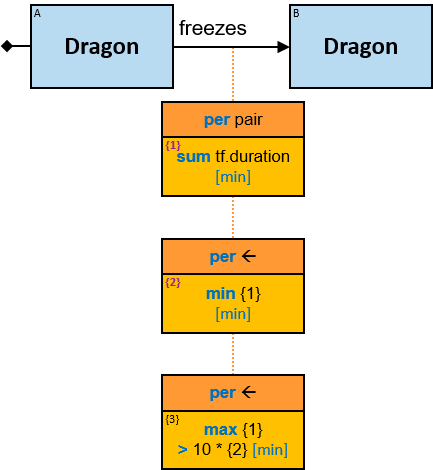 A
Dragon
freezes
B
Dragon
per pair
{1}
sum tf.duration
[min]
per ←
{2}
min {1}
[min]
per ←
{3}
max {1}
> 10 * {2} [min]